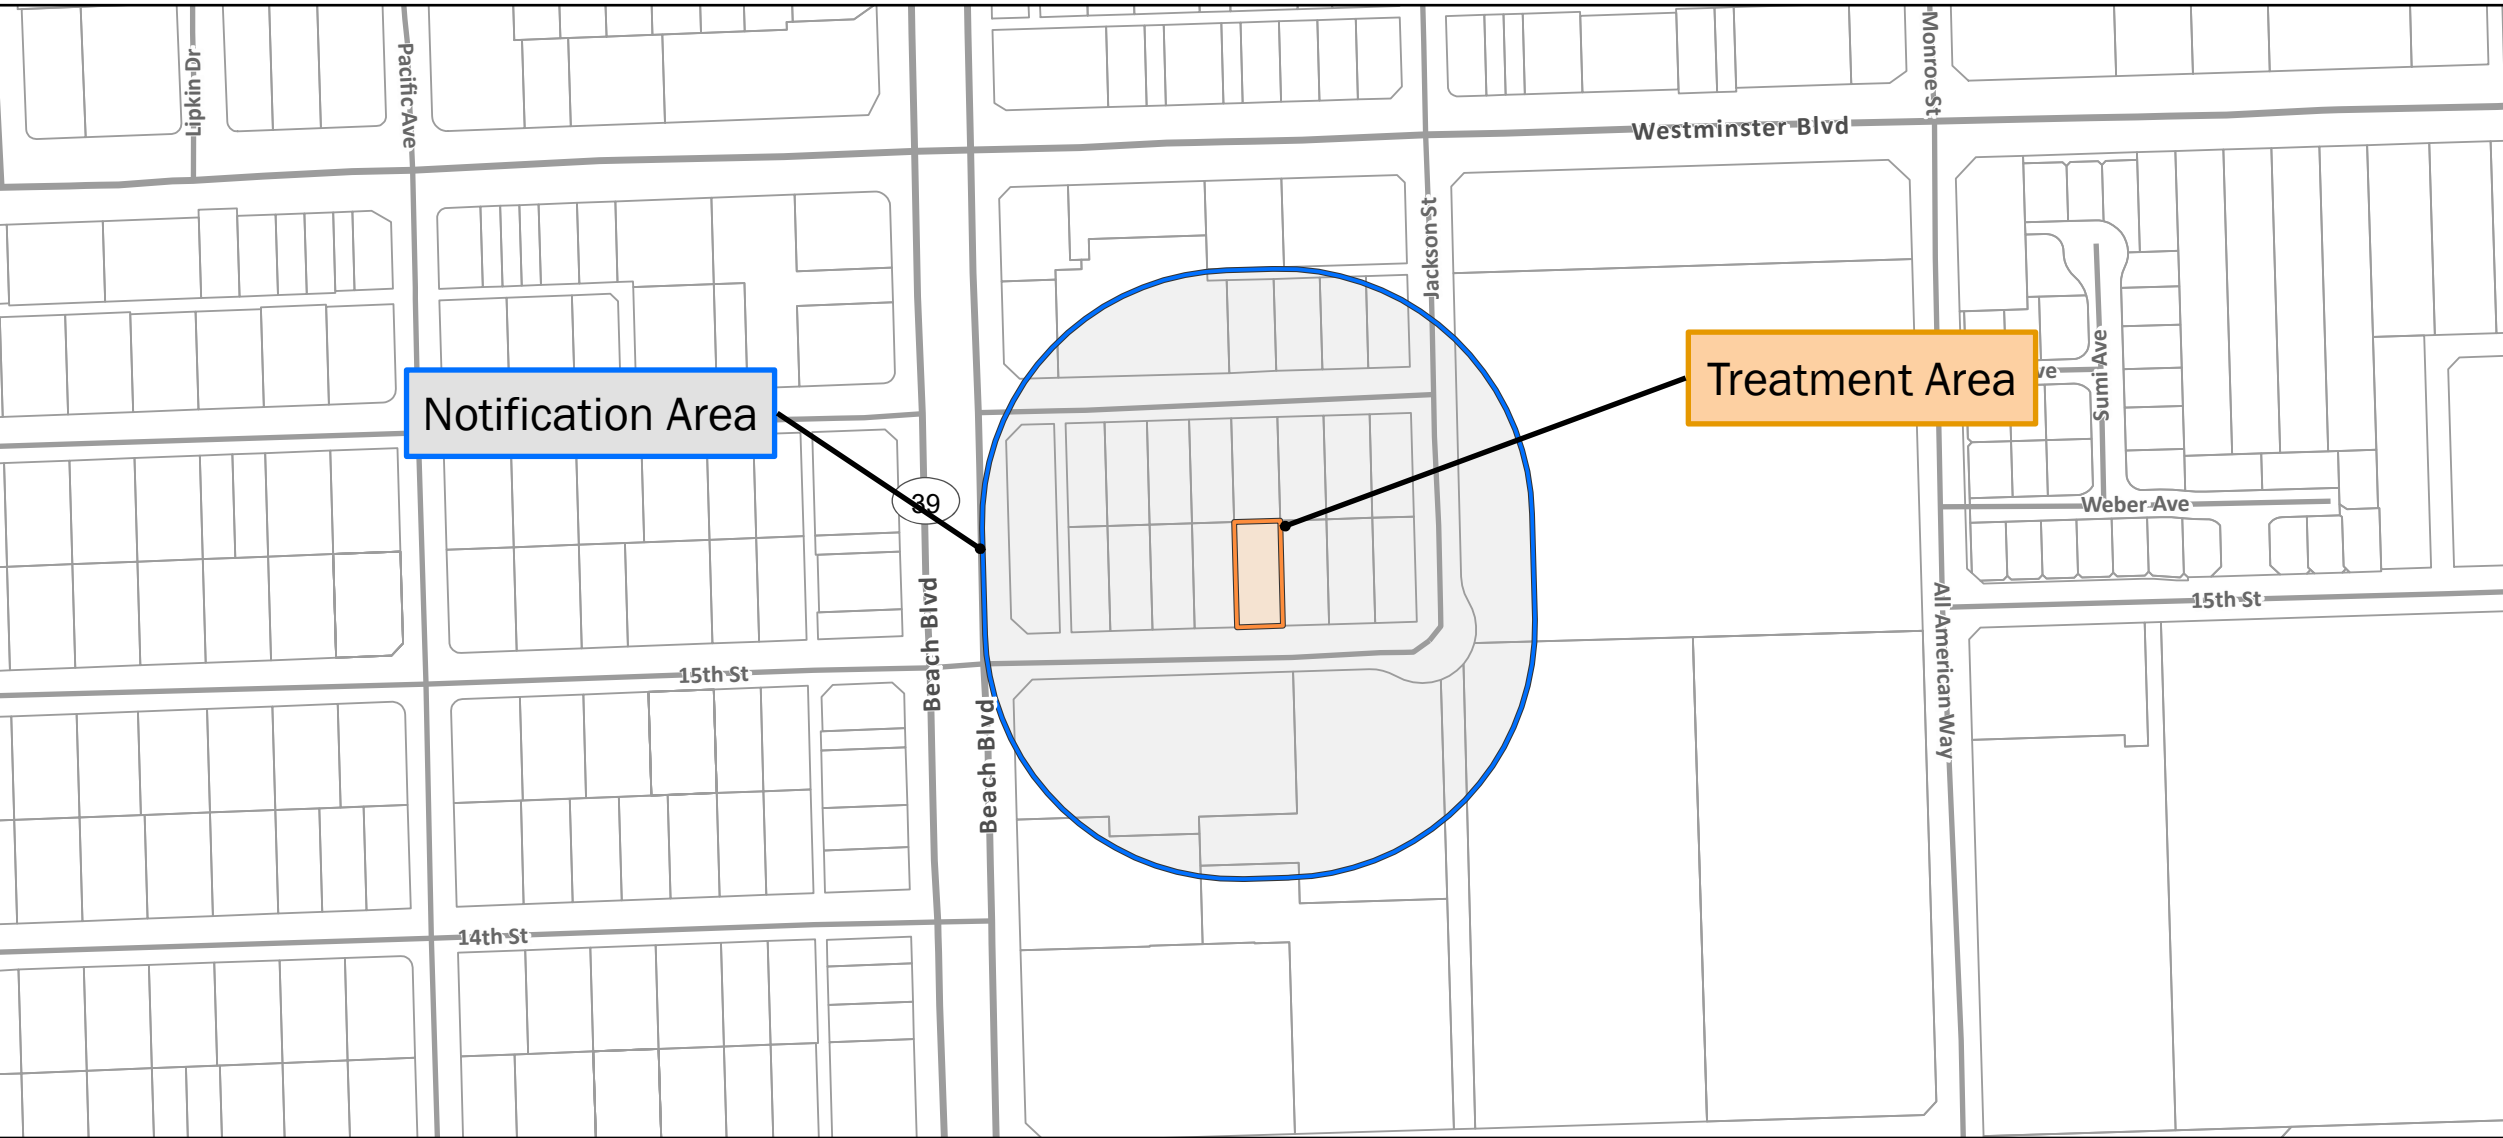 Lipkin Dr
Pacific Ave
Monroe St
Westminster Blvd
Jackson St
Treatment Area
ve
Sumi Ave
Notification Area
39
Weber Ave
Beach Blvd
All American Way
15th St
15th St
Beach Blvd
14th St